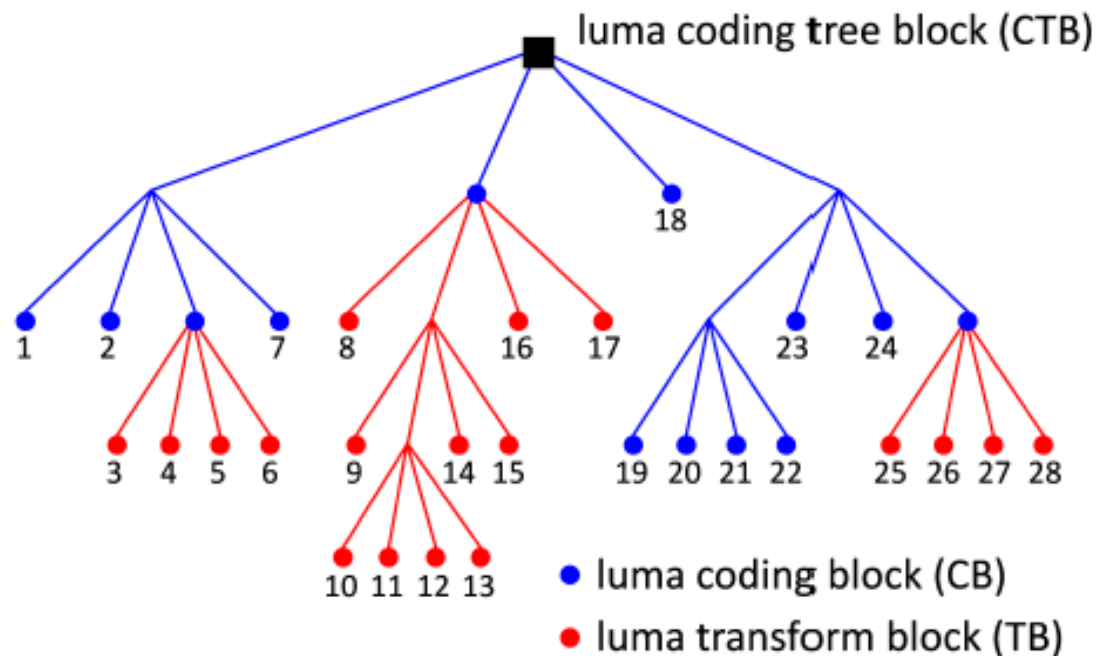 luma coding tree block (CTB)
18
1 2 7 8 16 17 23 24
3 4 5 6 9 14 15 19 20 21 22 25 26 27 28
10 11 12 13
luma coding block (CB)
luma transform block (TB)